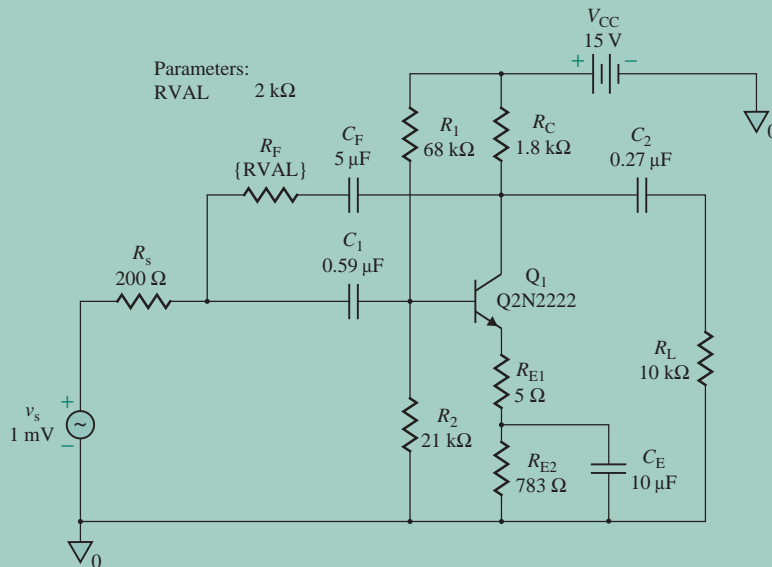 V_CC
15 V
+ −
0
Parameters:
RVAL 2 kΩ
R_F
{RVAL}
C_F
5 µF
R_1
68 kΩ
R_C
1.8 kΩ
C_2
0.27 µF
R_s
200 Ω
C_1
0.59 µF
Q_1
Q2N2222
R_L
10 kΩ
R_E1
5 Ω
+
v_s
1 mV
−
~
R_2
21 kΩ
R_E2
783 Ω
C_E
10 µF
0